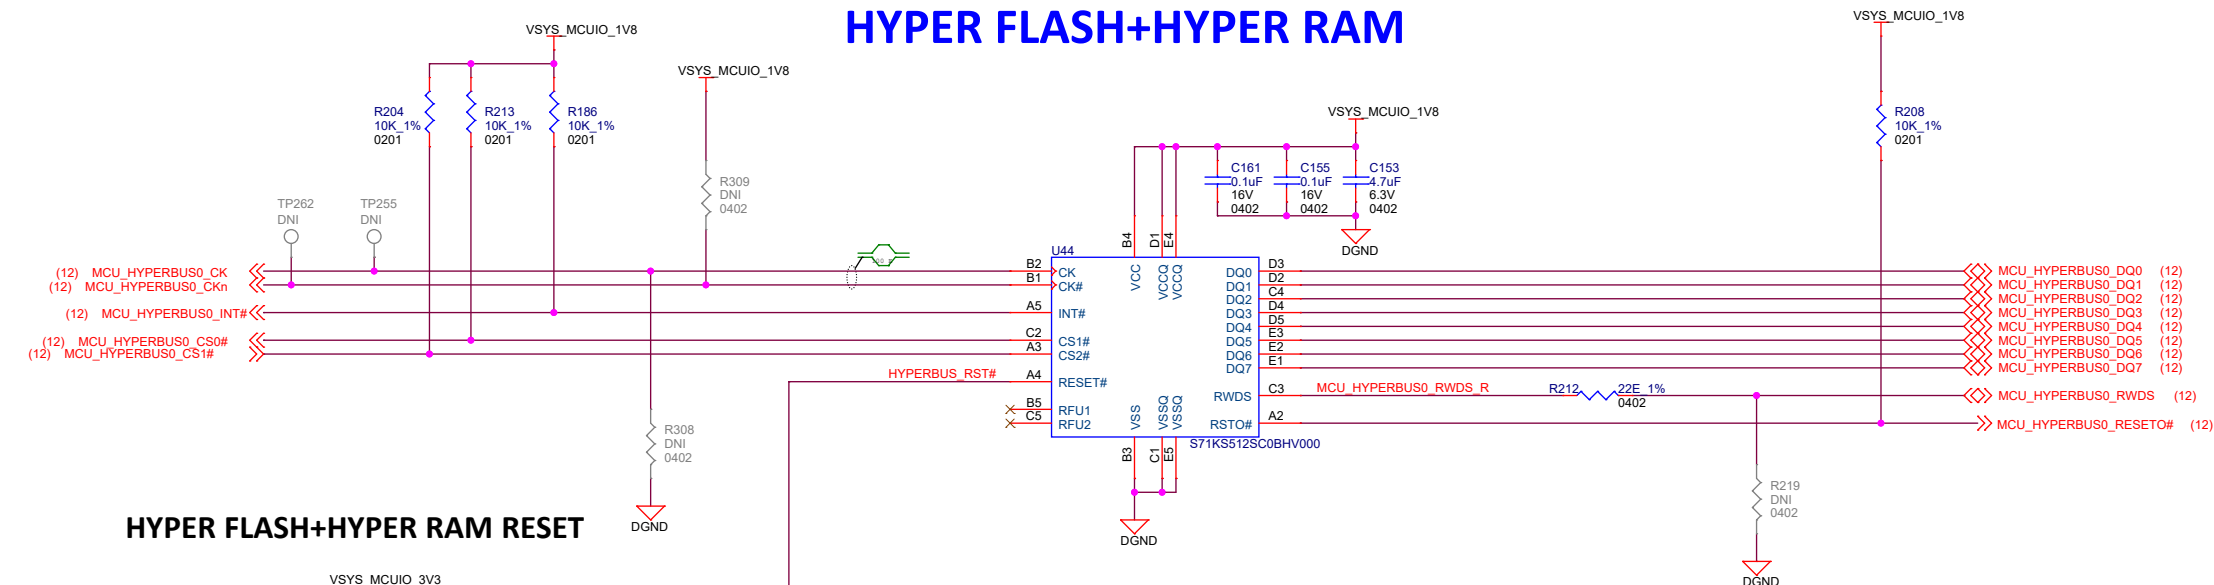 HYPER FLASH+HYPER RAM
VSYS_MCUIO_1V8
VSYS_MCUIO_1V8
VSYS_MCUIO_1V8
VSYS_MCUIO_1V8
R204
10K_1%
0201
R213
10K_1%
0201
R186
10K_1%
0201
R309
DNI
0402
TP262
DNI
TP255
DNI
C161
0.1uF
16V
0402
C155
0.1uF
16V
0402
C153
4.7uF
6.3V
0402
DGND
R208
10K_1%
0201
(12) MCU_HYPERBUS0_CK
(12) MCU_HYPERBUS0_CKn
(12) MCU_HYPERBUS0_INT#
(12) MCU_HYPERBUS0_CS0#
(12) MCU_HYPERBUS0_CS1#
HYPERBUS_RST#
U44
B4
D1
E4
VCC
VCCQ
VCCQ
B2 CK
B1 CK#
A5 INT#
C2 CS1#
A3 CS2#
A4 RESET#
B5 RFU1
C5 RFU2
VSS
VSSQ
VSSQ
B3
C1
E5
DQ0 D3
DQ1 D2
DQ2 C4
DQ3 D4
DQ4 D5
DQ5 E3
DQ6 E2
DQ7 E1
RWDS C3
RSTO# A2
S71KS512SC0BHV000
MCU_HYPERBUS0_RWDS_R
R212 22E_1%
0402
MCU_HYPERBUS0_DQ0 (12)
MCU_HYPERBUS0_DQ1 (12)
MCU_HYPERBUS0_DQ2 (12)
MCU_HYPERBUS0_DQ3 (12)
MCU_HYPERBUS0_DQ4 (12)
MCU_HYPERBUS0_DQ5 (12)
MCU_HYPERBUS0_DQ6 (12)
MCU_HYPERBUS0_DQ7 (12)
MCU_HYPERBUS0_RWDS (12)
MCU_HYPERBUS0_RESETO# (12)
R308
DNI
0402
DGND
DGND
R219
DNI
0402
DGND
HYPER FLASH+HYPER RAM RESET
VSYS_MCUIO_3V3